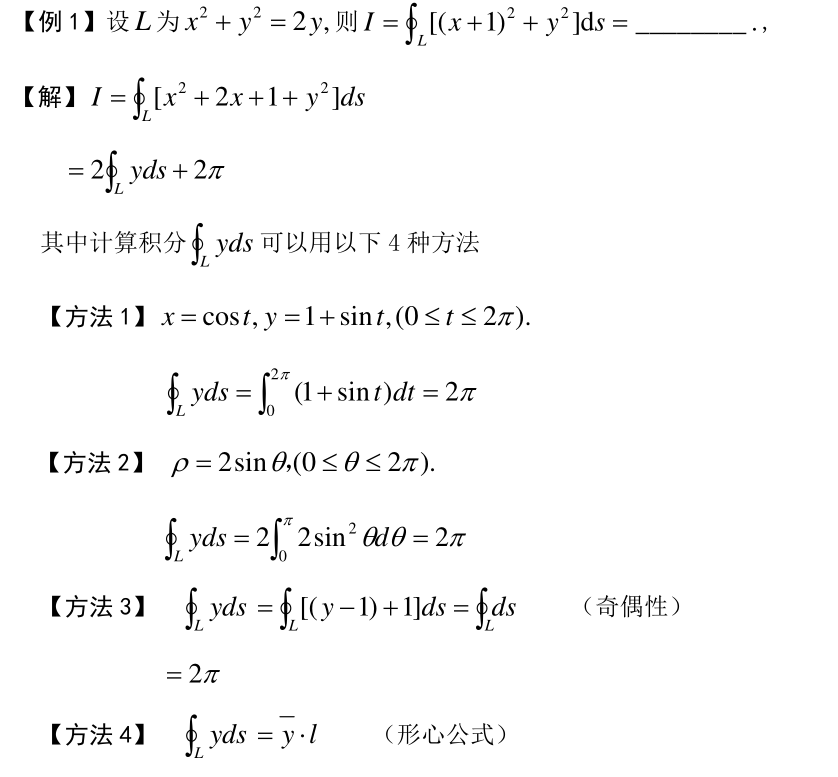 【例 1】设 L 为 x² + y² = 2y, 则 I = ∮_L [(x+1)² + y²]ds = ________ .,
【解】 I = ∮_L [x² + 2x + 1 + y²]ds
= 2∮_L yds + 2π
其中计算积分 ∮_L yds 可以用以下 4 种方法
【方法 1】 x = cos t, y = 1 + sin t, (0 ≤ t ≤ 2π).
∮_L yds = ∫_0^{2π} (1 + sin t)dt = 2π
【方法 2】 ρ = 2sin θ,(0 ≤ θ ≤ 2π).
∮_L yds = 2∫_0^π 2sin² θdθ = 2π
【方法 3】 ∮_L yds = ∮_L [(y − 1) + 1]ds = ∮_L ds （奇偶性）
= 2π
【方法 4】 ∮_L yds = y̅ · l （形心公式）